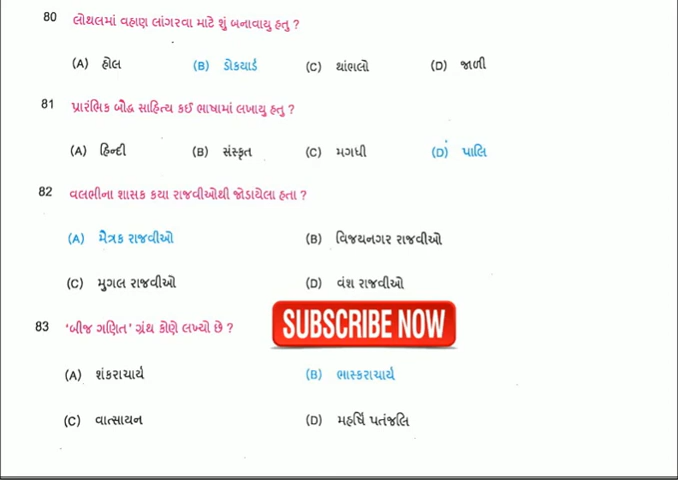 80 લોથલમાં વહાણ લાંગરવા માટે શું બનાવાયુ હતુ ?
(A) હોલ (B) ડોકયાર્ડ (C) થાંભલો (D) જાળી
81 પ્રારંભિક બૌદ્ધ સાહિત્ય કઈ ભાષામાં લખાયુ હતુ ?
(A) હિન્દી (B) સંસ્કૃત (C) મગધી (D) પાલિ
82 વલભીના શાસક કયા રાજવીઓથી જોડાયેલા હતા ?
(A) મૈત્રક રાજવીઓ (B) વિજયનગર રાજવીઓ
(C) મુગલ રાજવીઓ (D) વંશ રાજવીઓ
83 'બીજ ગણિત' ગ્રંથ કોણે લખ્યો છે ?
SUBSCRIBE NOW
(A) શંકરાચાર્ય (B) ભાસ્કરાચાર્ય
(C) વાત્સાયન (D) મહર્ષિ પતંજલિ